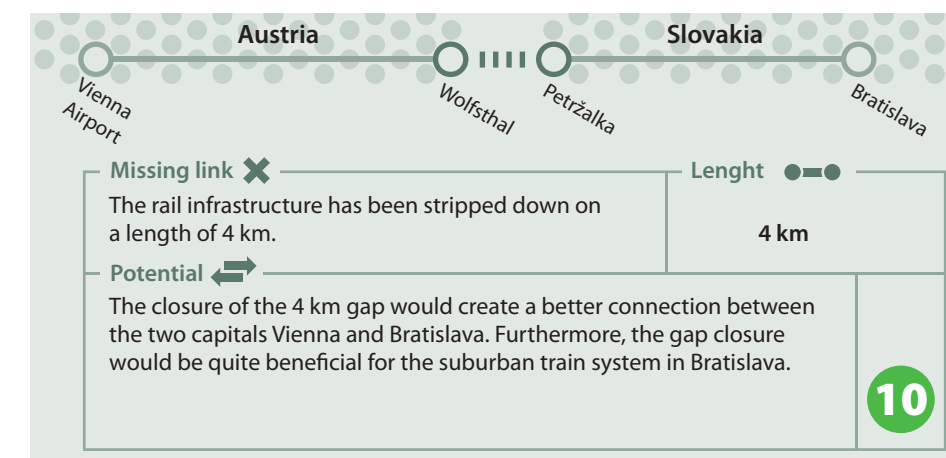 Austria
Slovakia
Vienna
Airport
Wolfsthal
Petržalka
Bratislava
Missing link
Lenght
The rail infrastructure has been stripped down on
a length of 4 km.
4 km
Potential
The closure of the 4 km gap would create a better connection between
the two capitals Vienna and Bratislava. Furthermore, the gap closure
would be quite beneficial for the suburban train system in Bratislava.
10